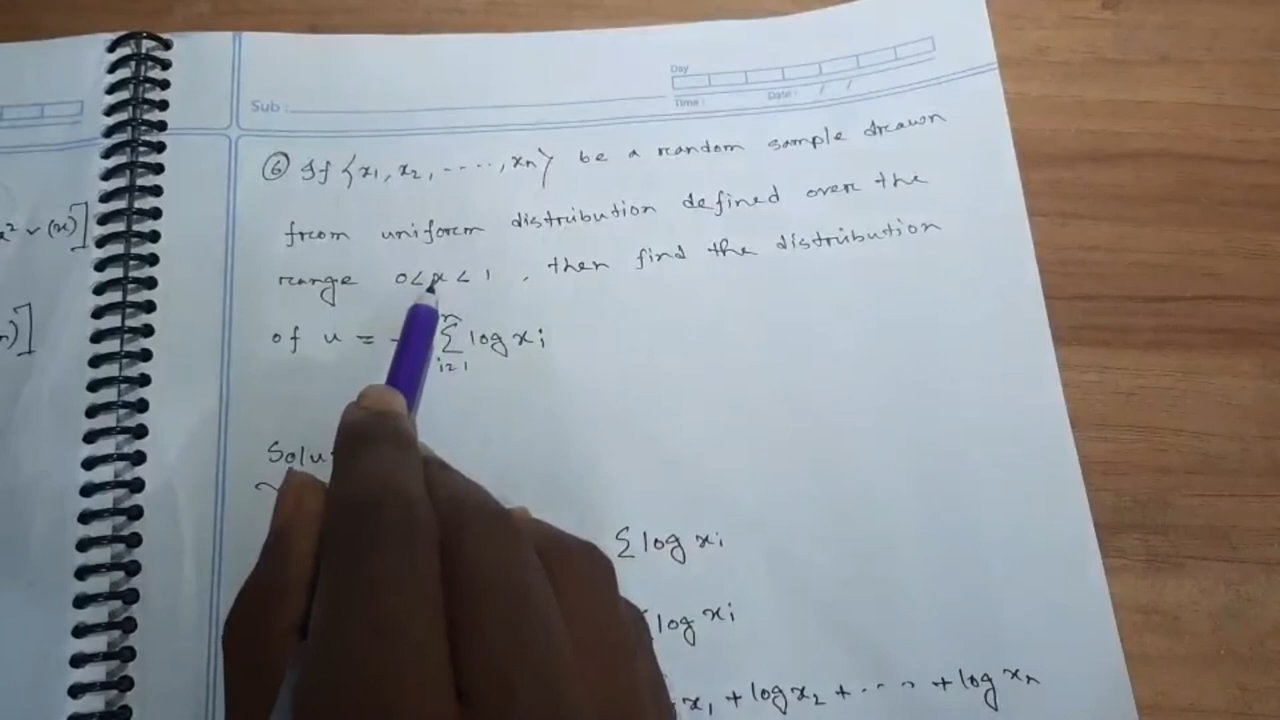 Day
Sub :
Time :
Date : / /
x² v(x)]
n)]
⑥ If {x₁, x₂, ...., xₙ} be a random sample drawn
from uniform distribution defined over the
range 0 < x < 1, then find the distribution
of u = - n Σ i=1 log xᵢ
Solu
Σ log xᵢ
Σ log xᵢ
x₁ + log x₂ + .... + log xₙ